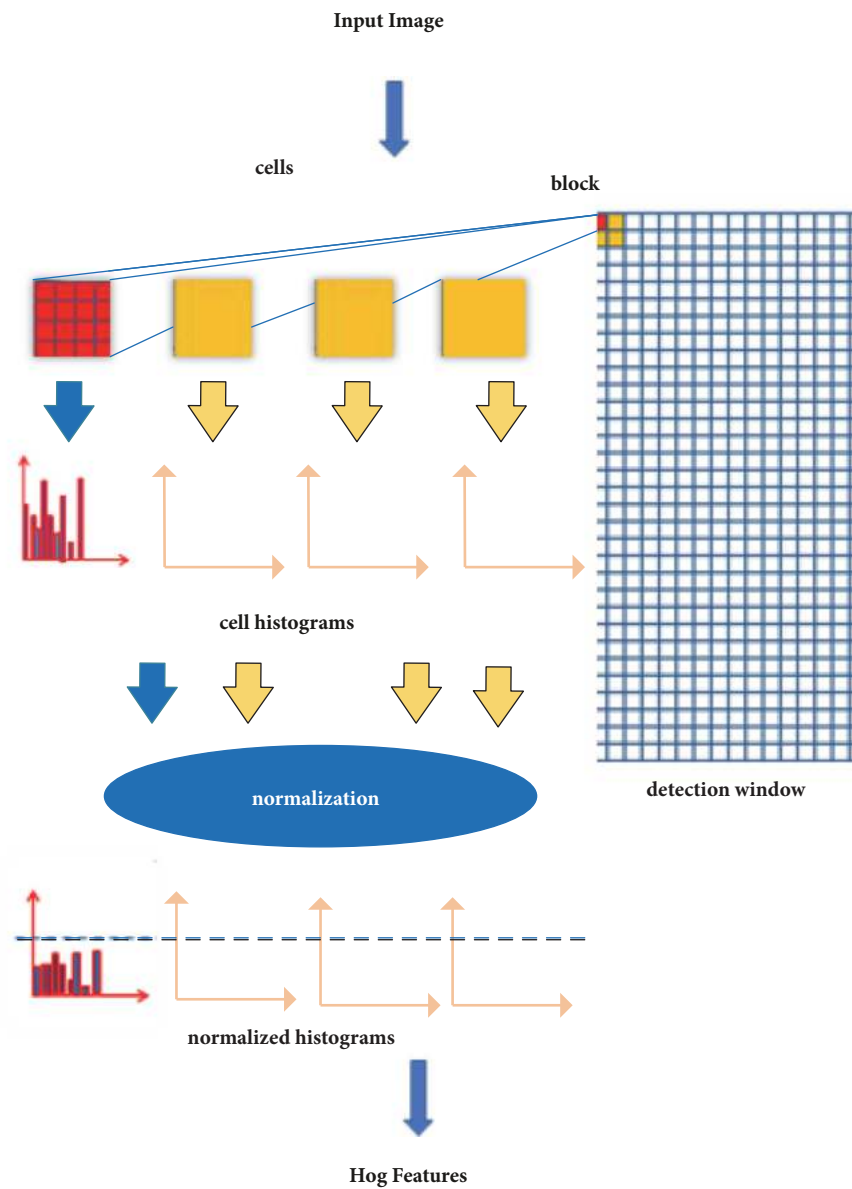 Input Image
cells
block
cell histograms
normalization
detection window
normalized histograms
Hog Features